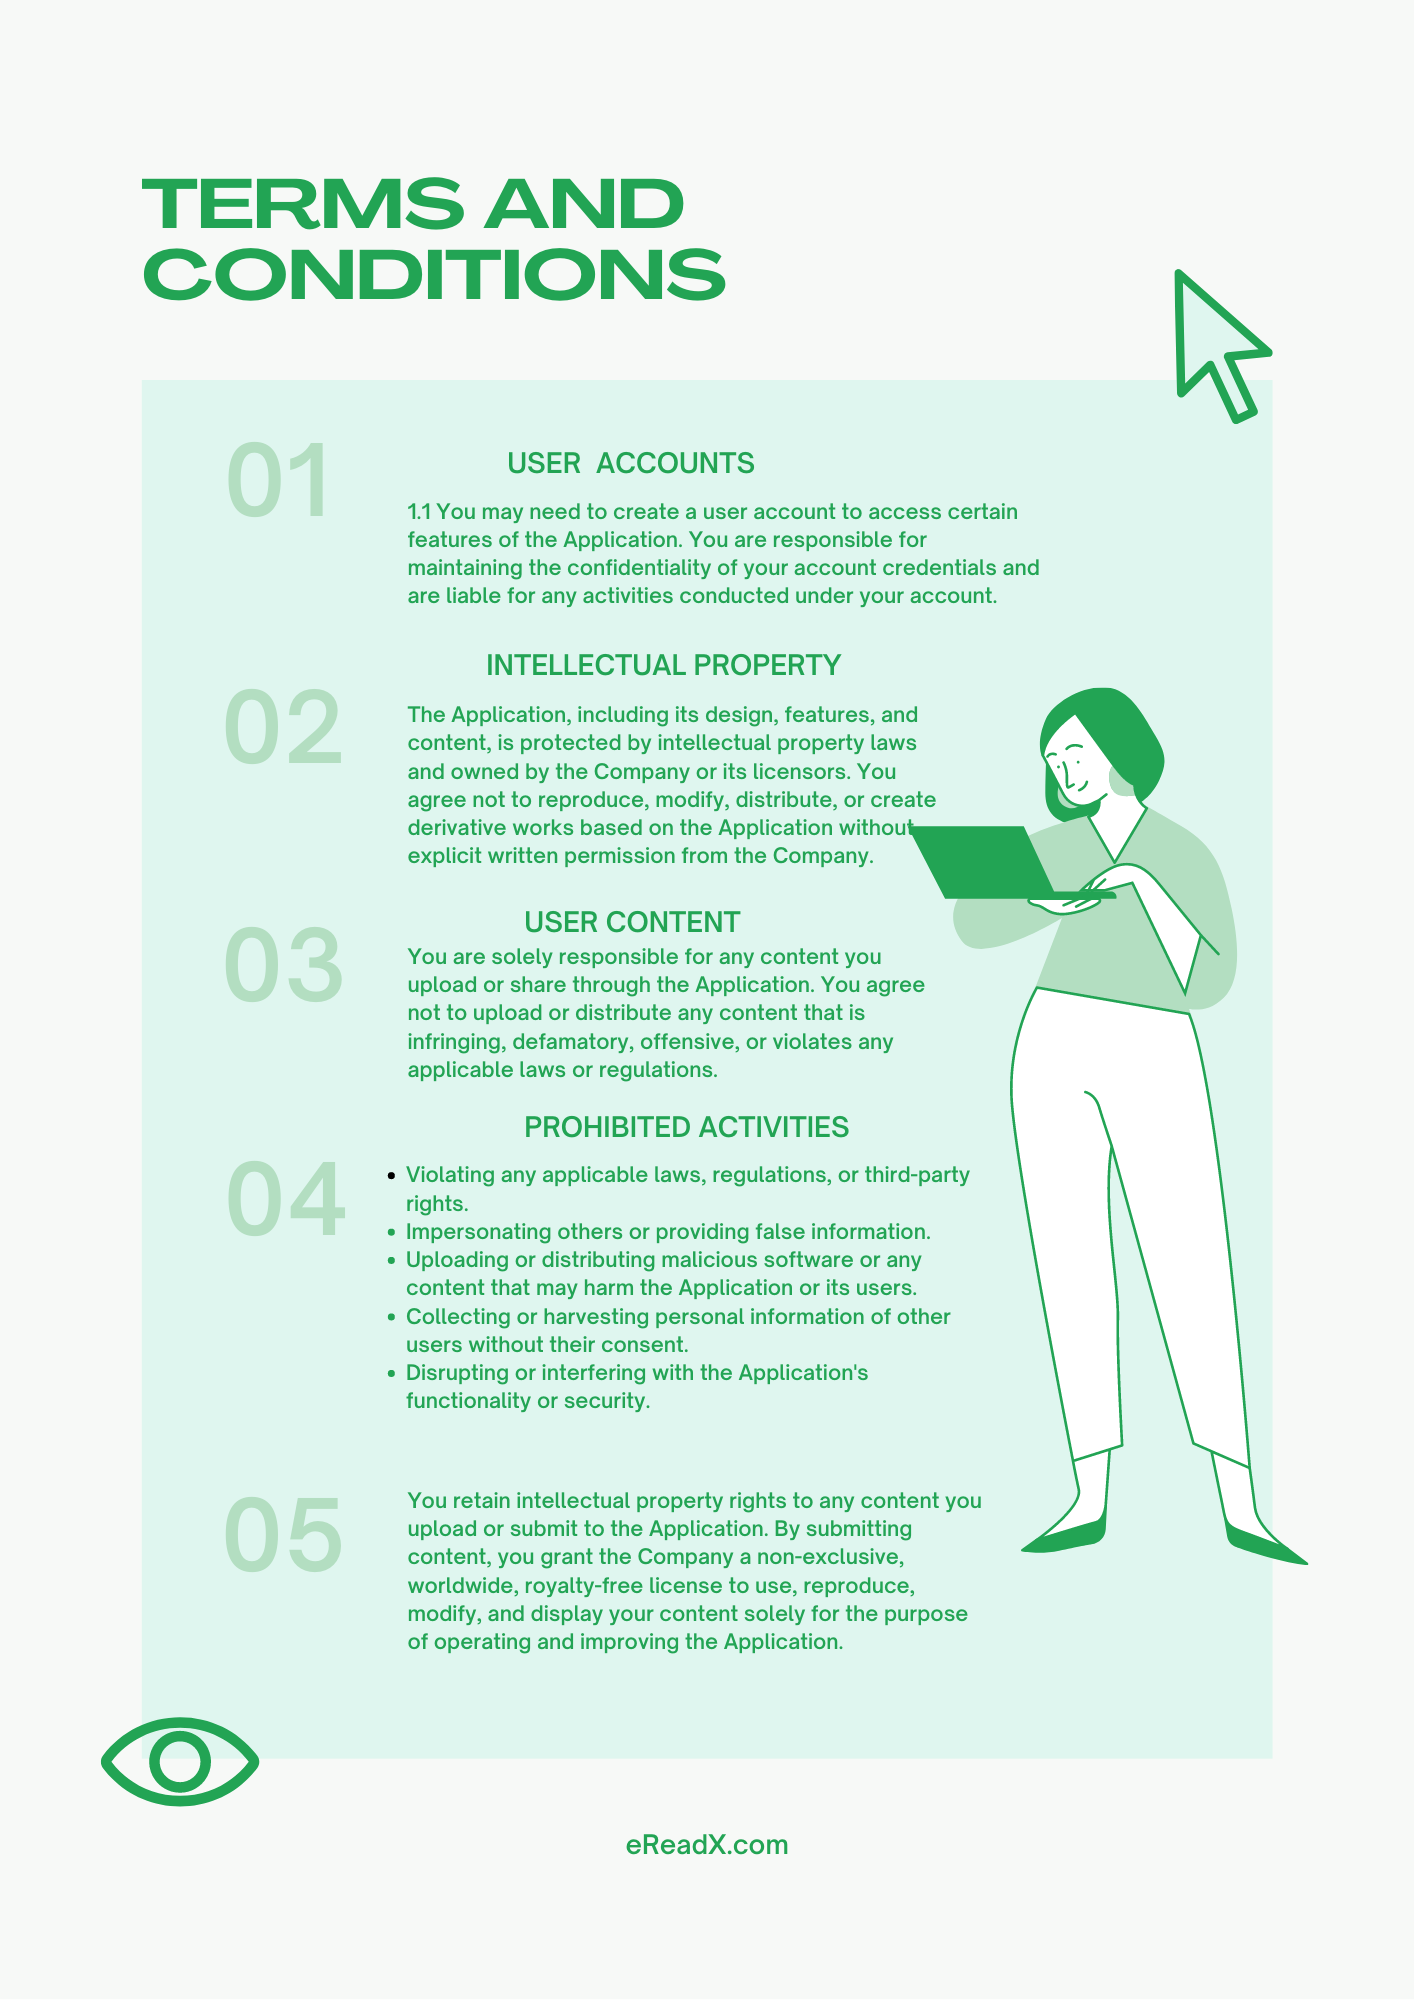 TERMS AND
CONDITIONS
01
USER ACCOUNTS
1.1 You may need to create a user account to access certain
features of the Application. You are responsible for
maintaining the confidentiality of your account credentials and
are liable for any activities conducted under your account.
02
INTELLECTUAL PROPERTY
The Application, including its design, features, and
content, is protected by intellectual property laws
and owned by the Company or its licensors. You
agree not to reproduce, modify, distribute, or create
derivative works based on the Application without
explicit written permission from the Company.
03
USER CONTENT
You are solely responsible for any content you
upload or share through the Application. You agree
not to upload or distribute any content that is
infringing, defamatory, offensive, or violates any
applicable laws or regulations.
04
PROHIBITED ACTIVITIES
• Violating any applicable laws, regulations, or third-party
rights.
• Impersonating others or providing false information.
• Uploading or distributing malicious software or any
content that may harm the Application or its users.
• Collecting or harvesting personal information of other
users without their consent.
• Disrupting or interfering with the Application's
functionality or security.
05
You retain intellectual property rights to any content you
upload or submit to the Application. By submitting
content, you grant the Company a non-exclusive,
worldwide, royalty-free license to use, reproduce,
modify, and display your content solely for the purpose
of operating and improving the Application.
eReadX.com